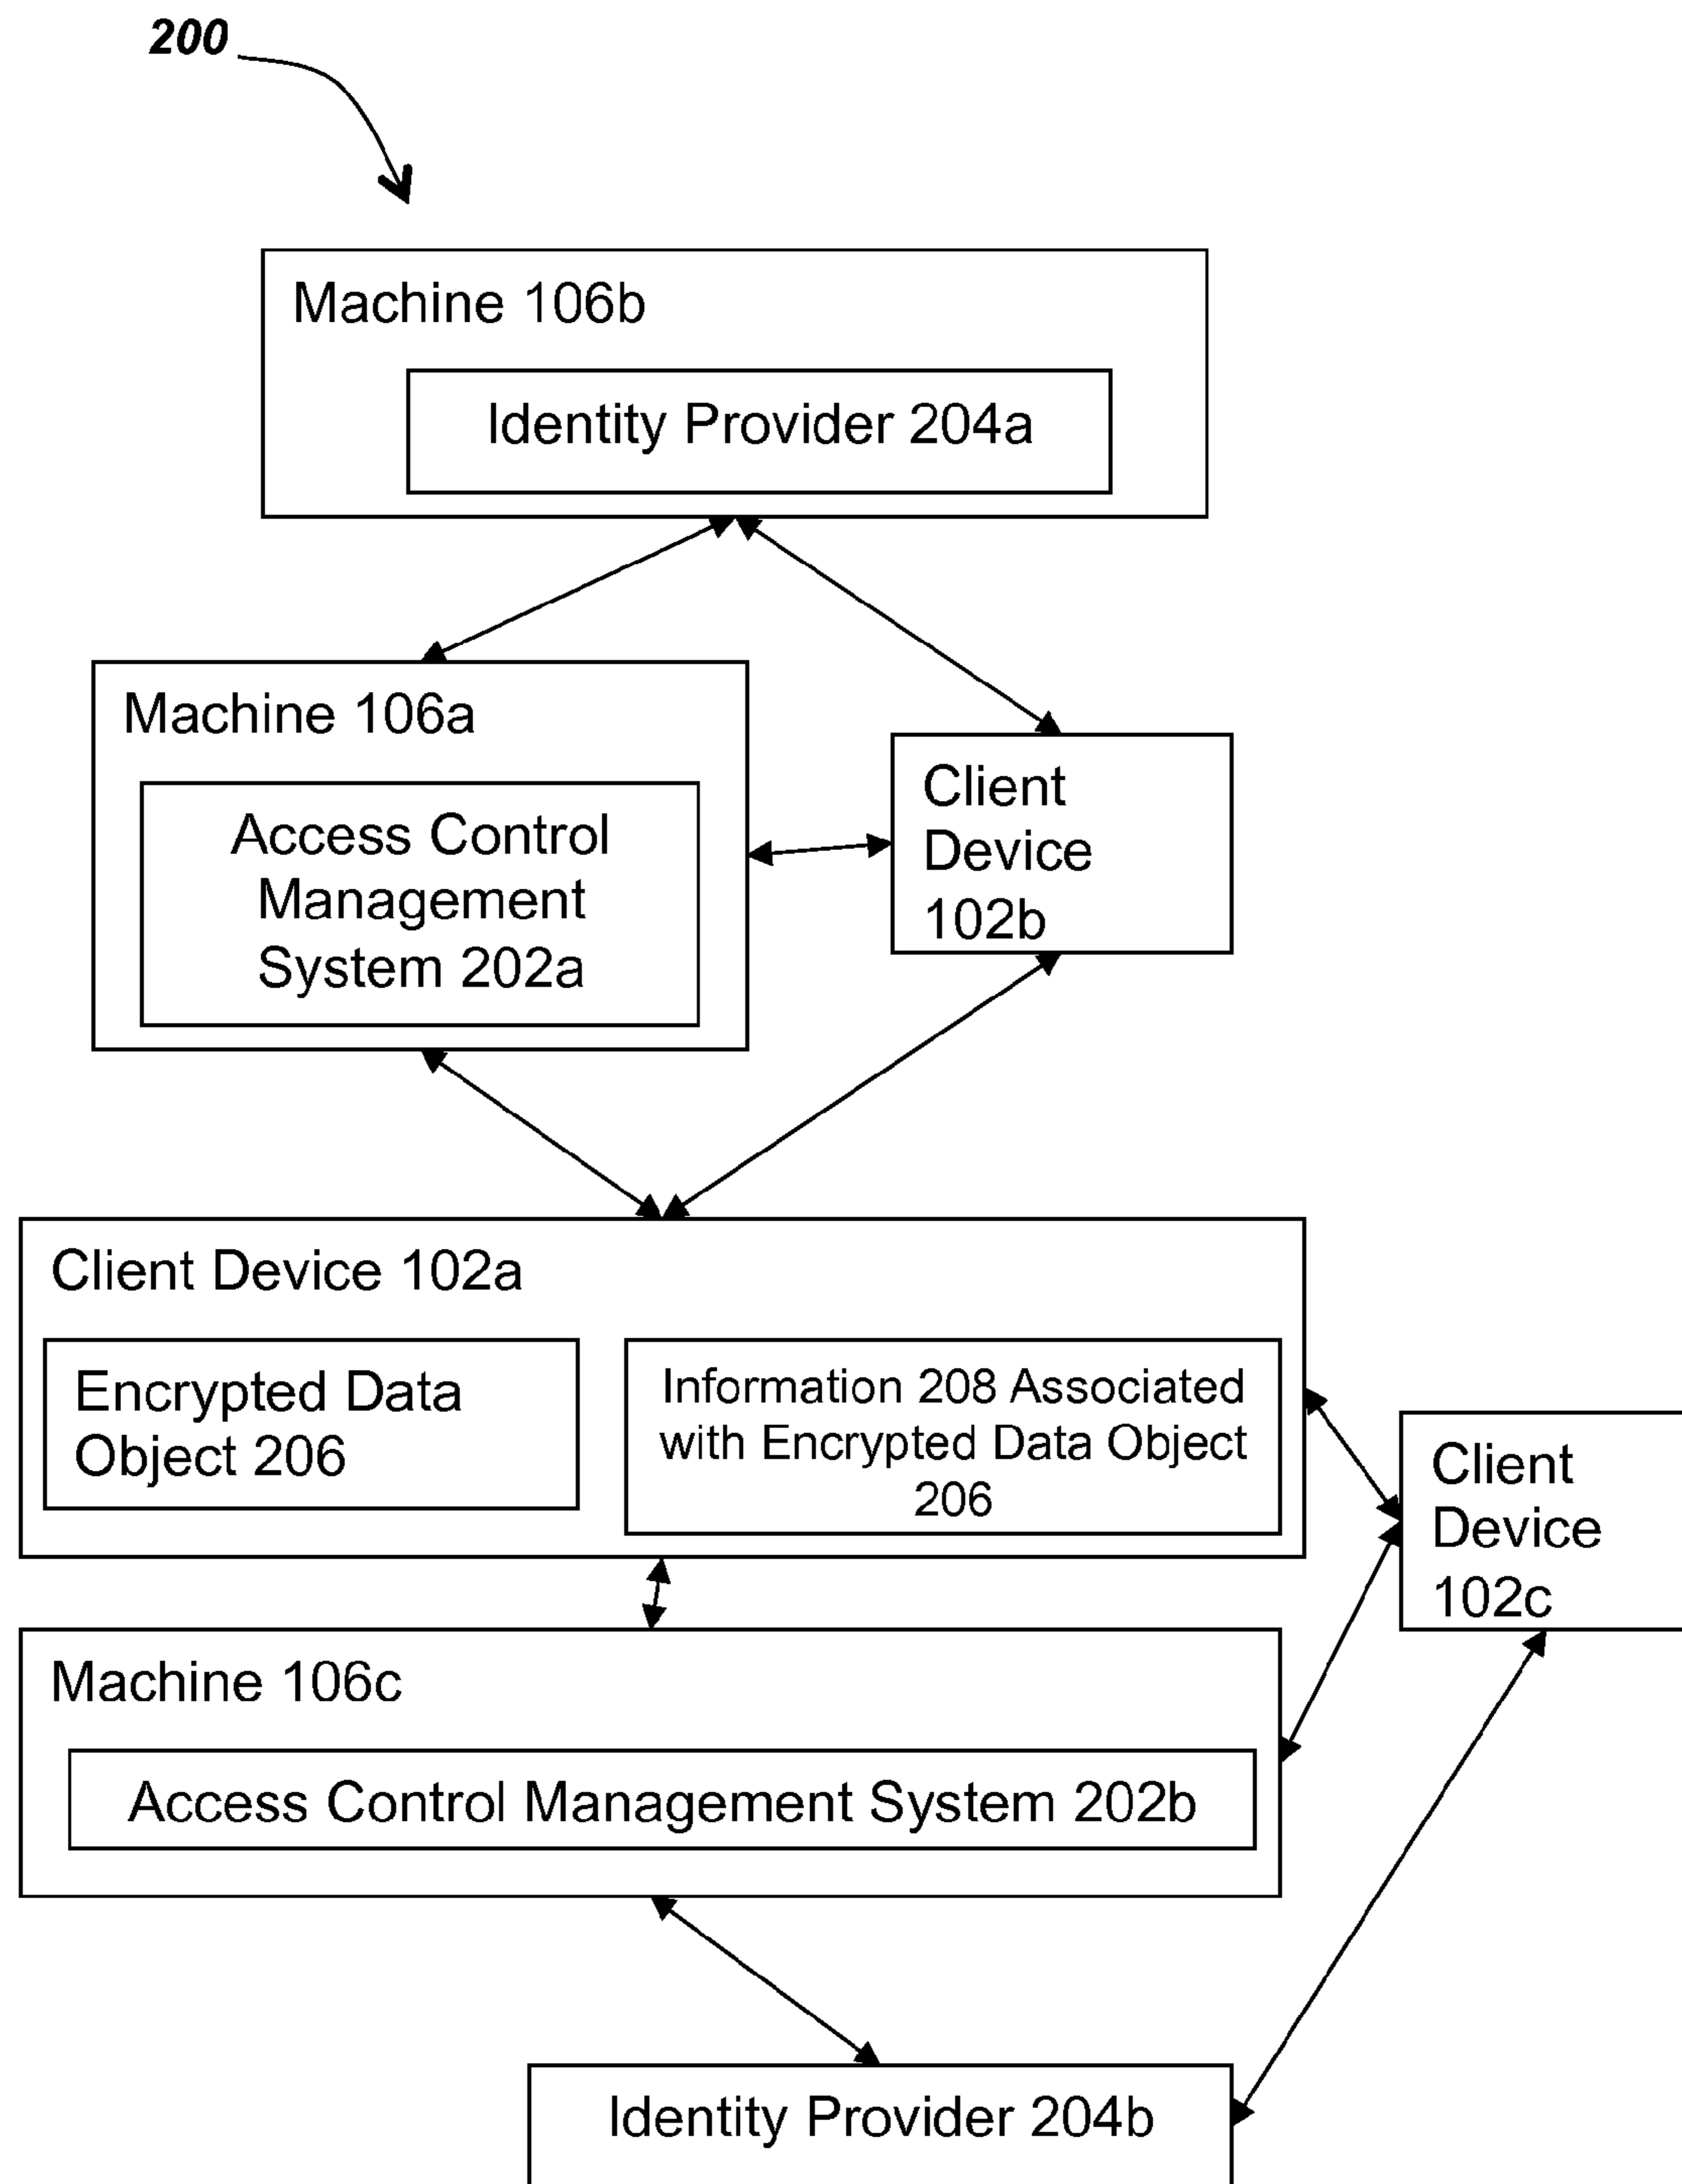 200
Machine 106b
Identity Provider 204a
Machine 106a
Access Control
Management
System 202a
Client
Device
102b
Client Device 102a
Encrypted Data
Object 206
Information 208 Associated
with Encrypted Data Object
206
Client
Device
102c
Machine 106c
Access Control Management System 202b
Identity Provider 204b